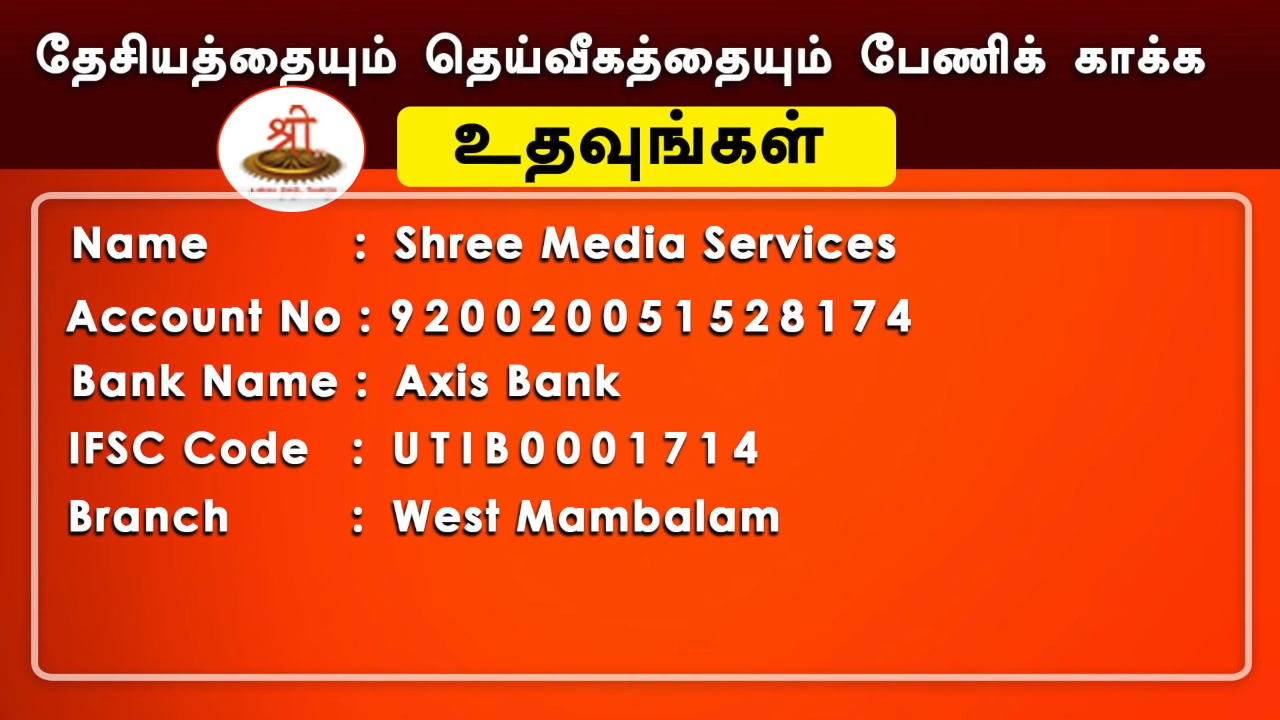 தேசியத்தையும் தெய்வீகத்தையும் பேணிக் காக்க
உதவுங்கள்
श्री
Name : Shree Media Services
Account No : 920020051528174
Bank Name : Axis Bank
IFSC Code : UTIB0001714
Branch : West Mambalam